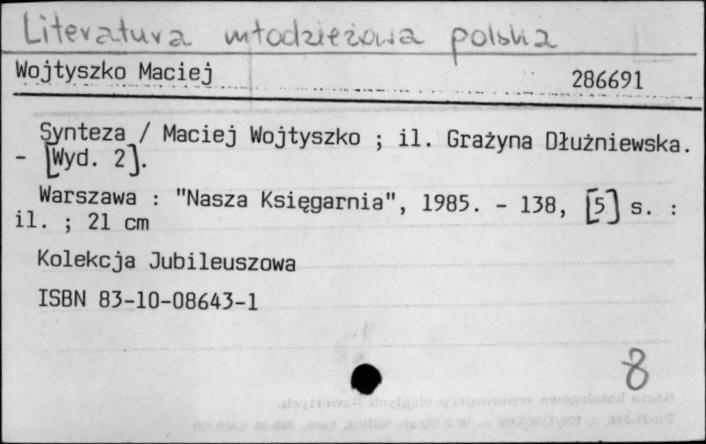 Literatura młodzieżowa polska
Wojtyszko Maciej 286691
Synteza / Maciej Wojtyszko ; il. Grażyna Dłużniewska.
- [Wyd. 2].
Warszawa : "Nasza Księgarnia", 1985. - 138, [5] s. :
il. ; 21 cm
Kolekcja Jubileuszowa
ISBN 83-10-08643-1
8